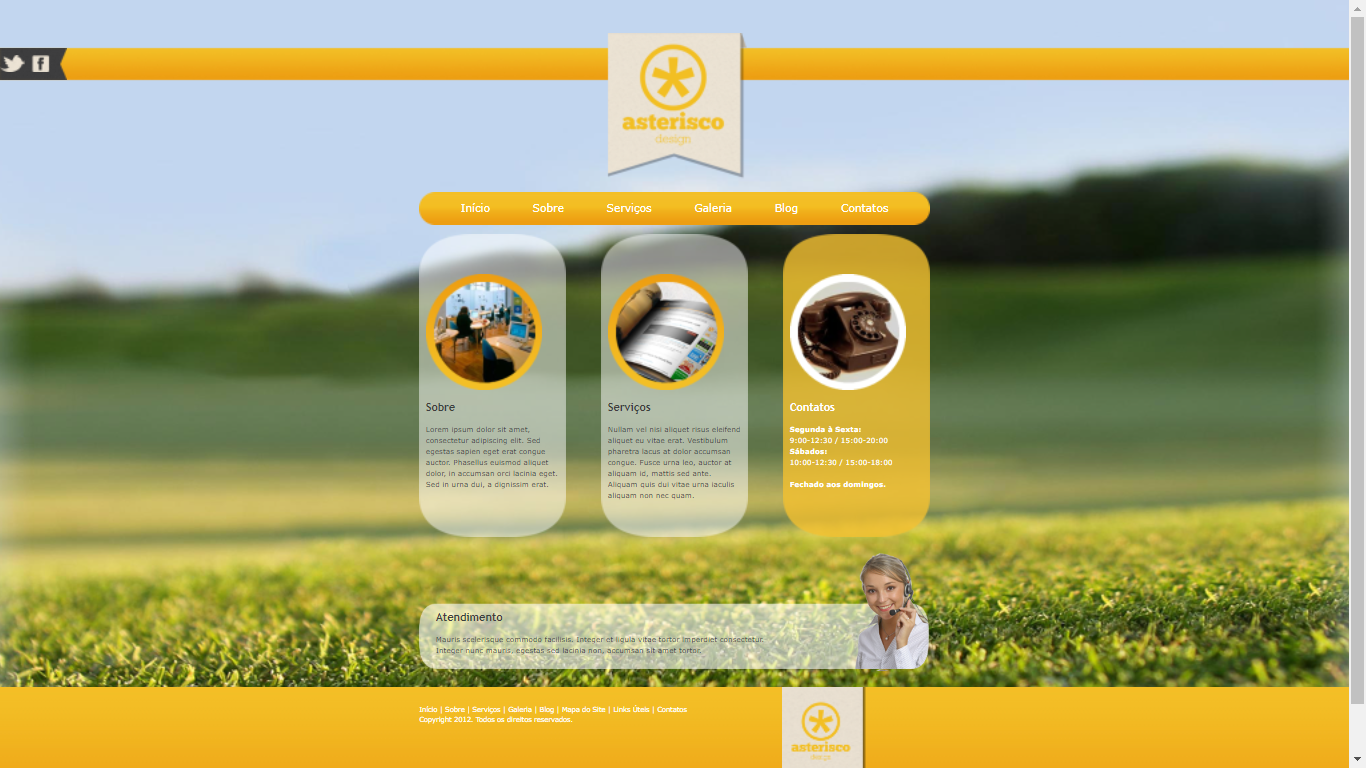 asterisco
design
Início Sobre Serviços Galeria Blog Contatos
Sobre
Lorem ipsum dolor sit amet,
consectetur adipiscing elit. Sed
egestas sapien eget erat congue
auctor. Phasellus euismod aliquet
dolor, in accumsan orci lacinia eget.
Sed in urna dui, a dignissim erat.
Serviços
Nullam vel nisi aliquet risus eleifend
aliquet eu vitae erat. Vestibulum
pharetra lacus at dolor accumsan
congue. Fusce urna leo, auctor at
aliquam id, mattis sed ante.
Aliquam quis dui vitae urna iaculis
aliquam non nec quam.
Contatos
Segunda à Sexta:
9:00-12:30 / 15:00-20:00
Sábados:
10:00-12:30 / 15:00-18:00
Fechado aos domingos.
Atendimento
Mauris scelerisque commodo facilisis. Integer et ligula vitae tortor imperdiet consectetur.
Integer nunc mauris, egestas sed lacinia non, accumsan sit amet tortor.
Início | Sobre | Serviços | Galeria | Blog | Mapa do Site | Links Úteis | Contatos
Copyright 2012. Todos os direitos reservados.
asterisco
design